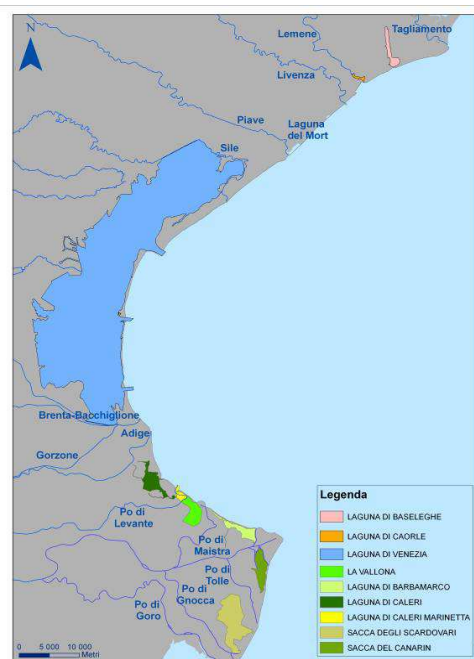 N
Tagliamento
Lemene
Livenza
Piave
Laguna
del Mort
Sile
Brenta-Bacchiglione
Adige
Gorzone
Po di
Levante
Po di
Maistra
Po di
Tolle
Po di
Gnocca
Po di
Goro
Legenda
LAGUNA DI BASELEGHE
LAGUNA DI CAORLE
LAGUNA DI VENEZIA
LA VALLONA
LAGUNA DI BARBAMARCO
LAGUNA DI CALERI
LAGUNA DI CALERI MARINETTA
SACCA DEGLI SCARDOVARI
SACCA DEL CANARIN
0 5 000 10 000
Metri